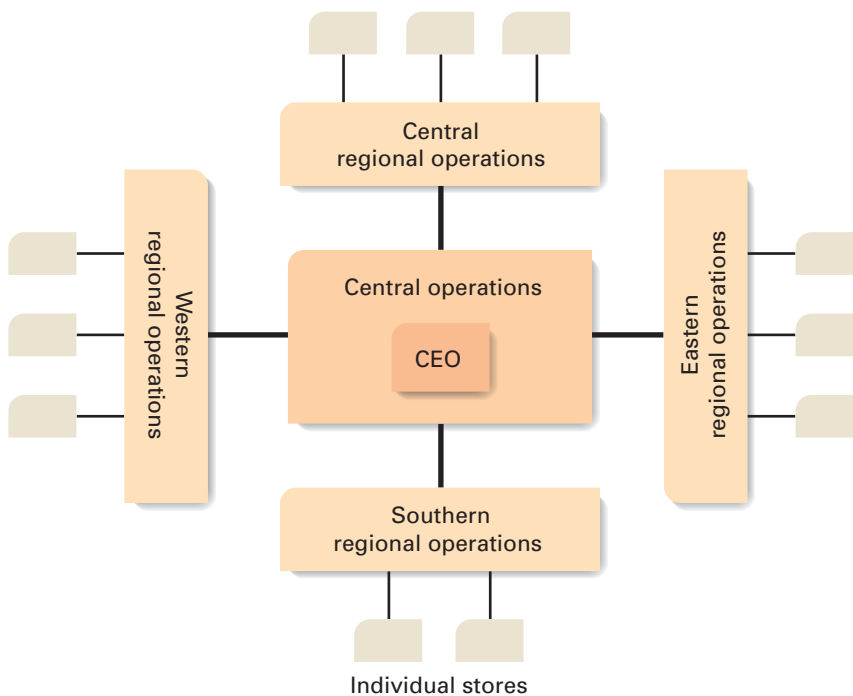 Central
regional operations
Western
regional operations
Central operations
CEO
Eastern
regional operations
Southern
regional operations
Individual stores